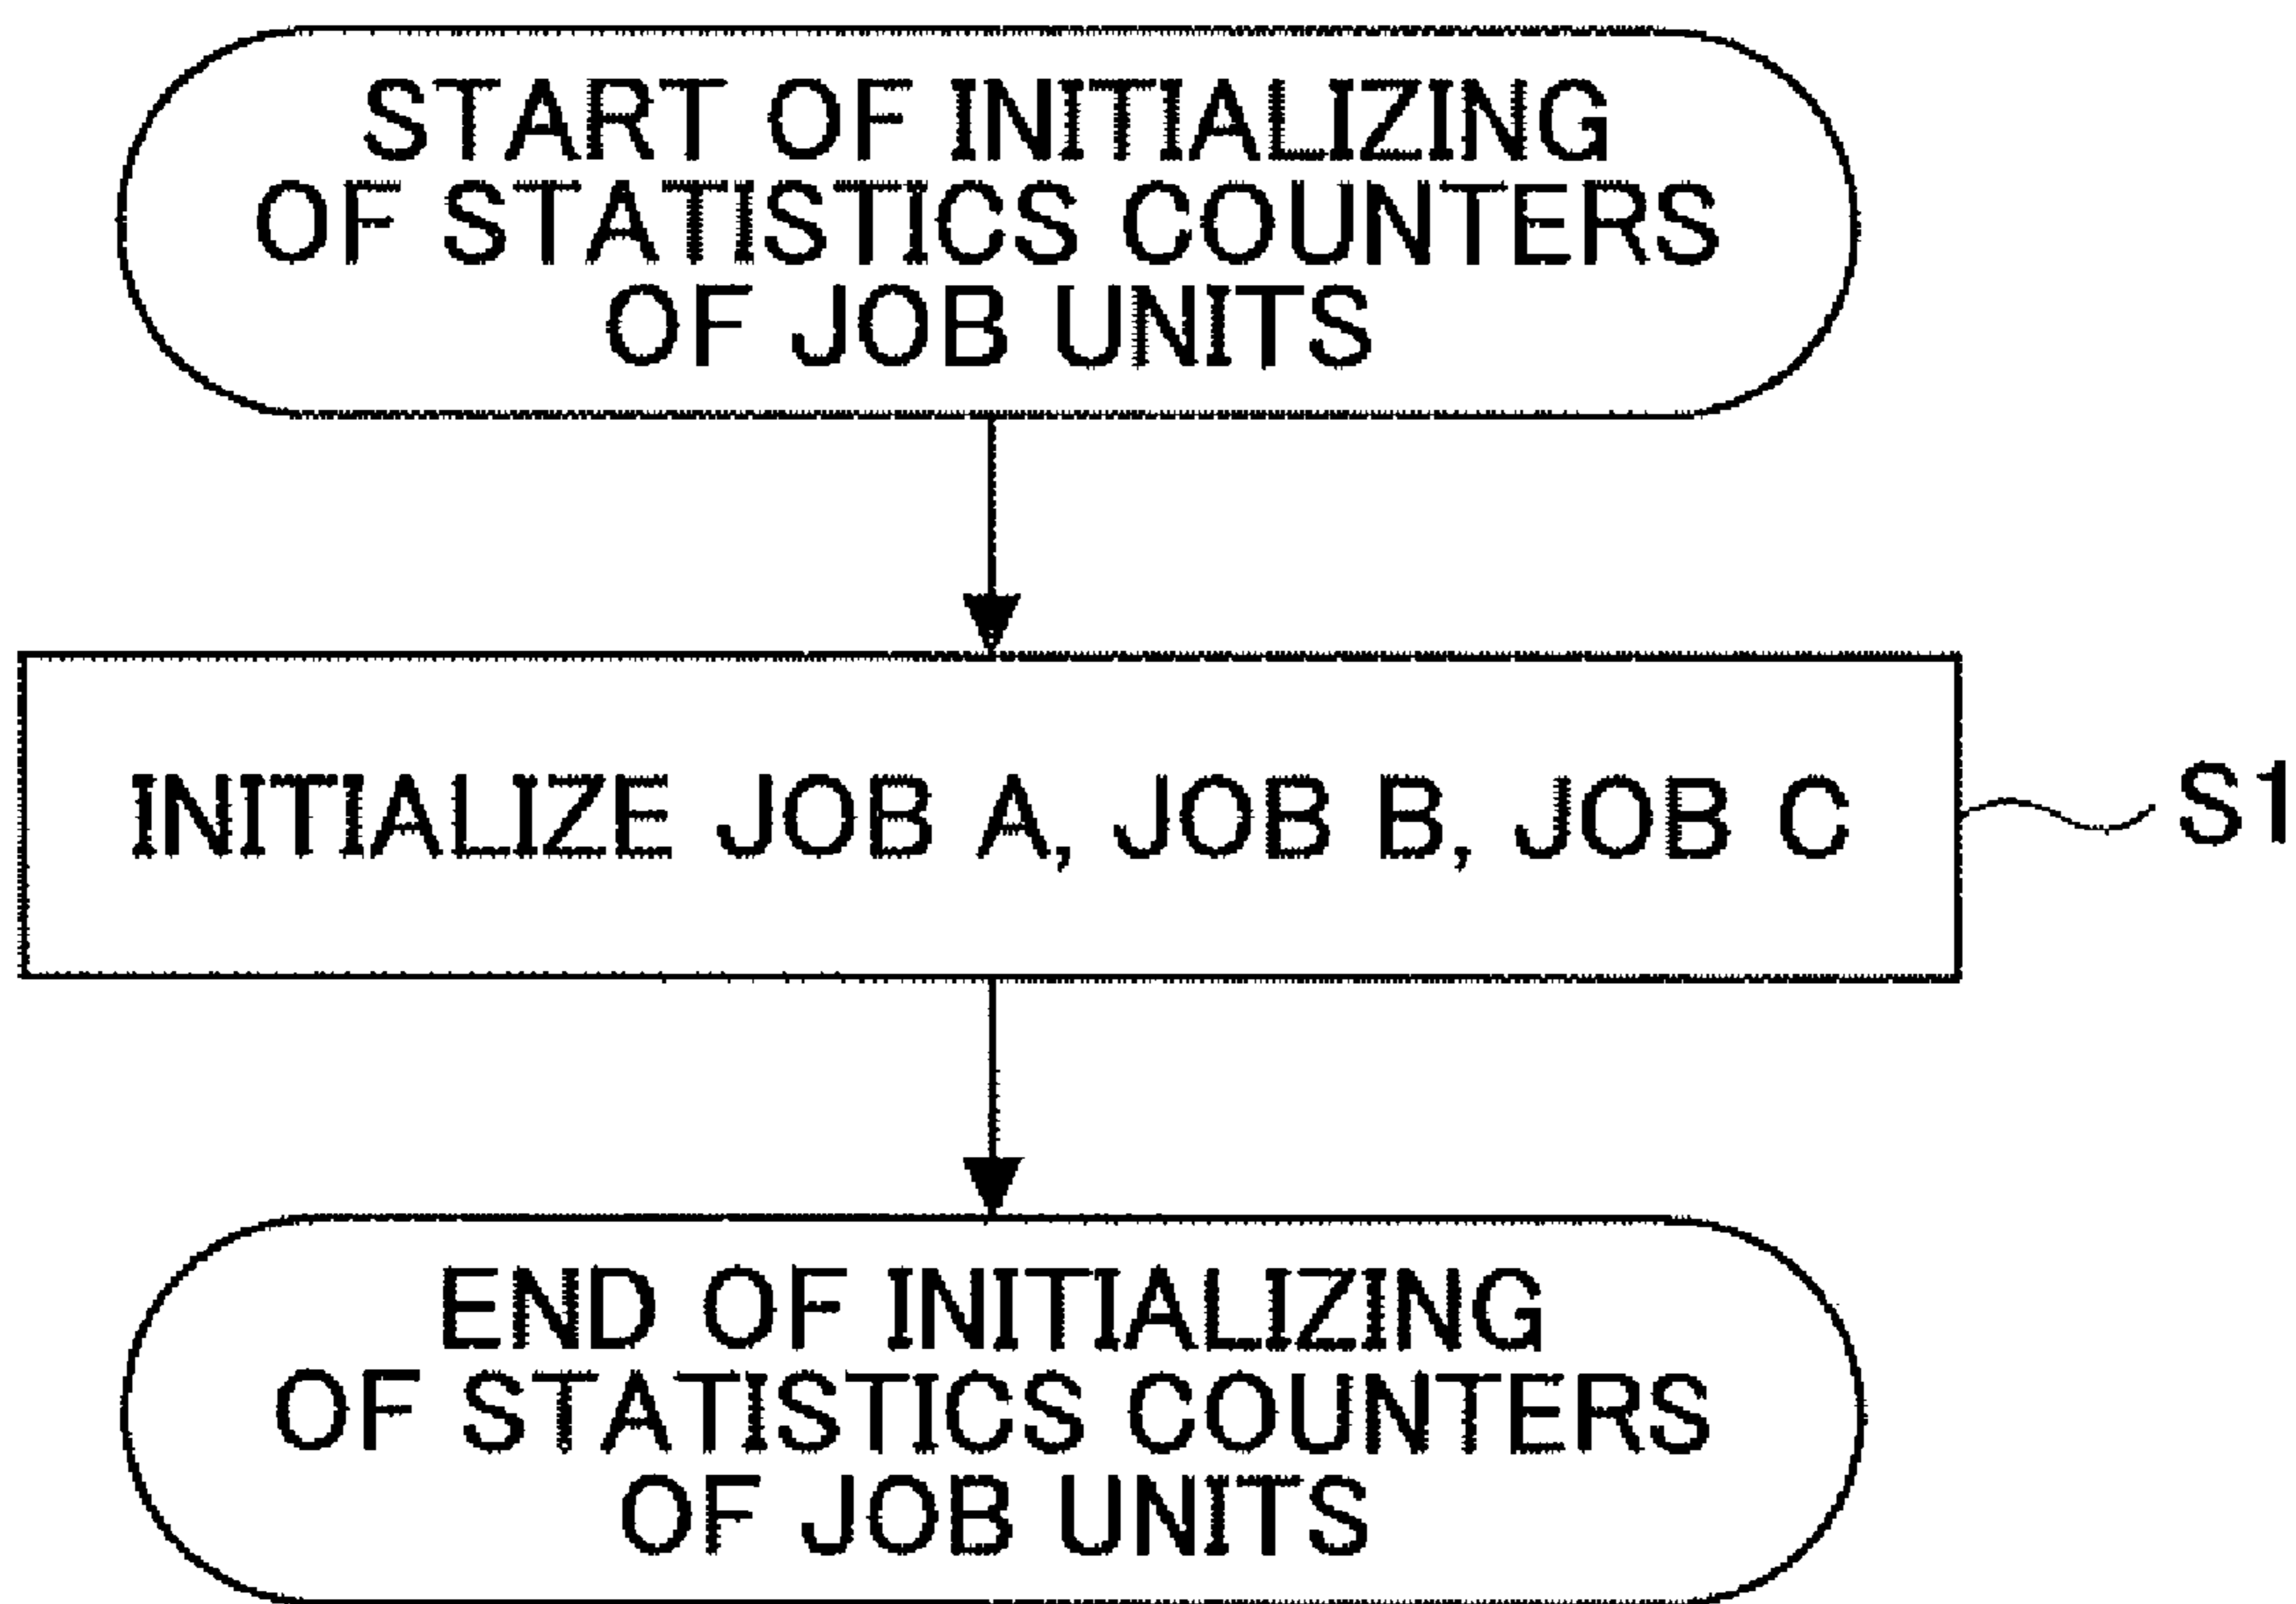 START OF INITIALIZING
OF STATISTICS COUNTERS
OF JOB UNITS
INITIALIZE JOB A, JOB B, JOB C
S1
END OF INITIALIZING
OF STATISTICS COUNTERS
OF JOB UNITS